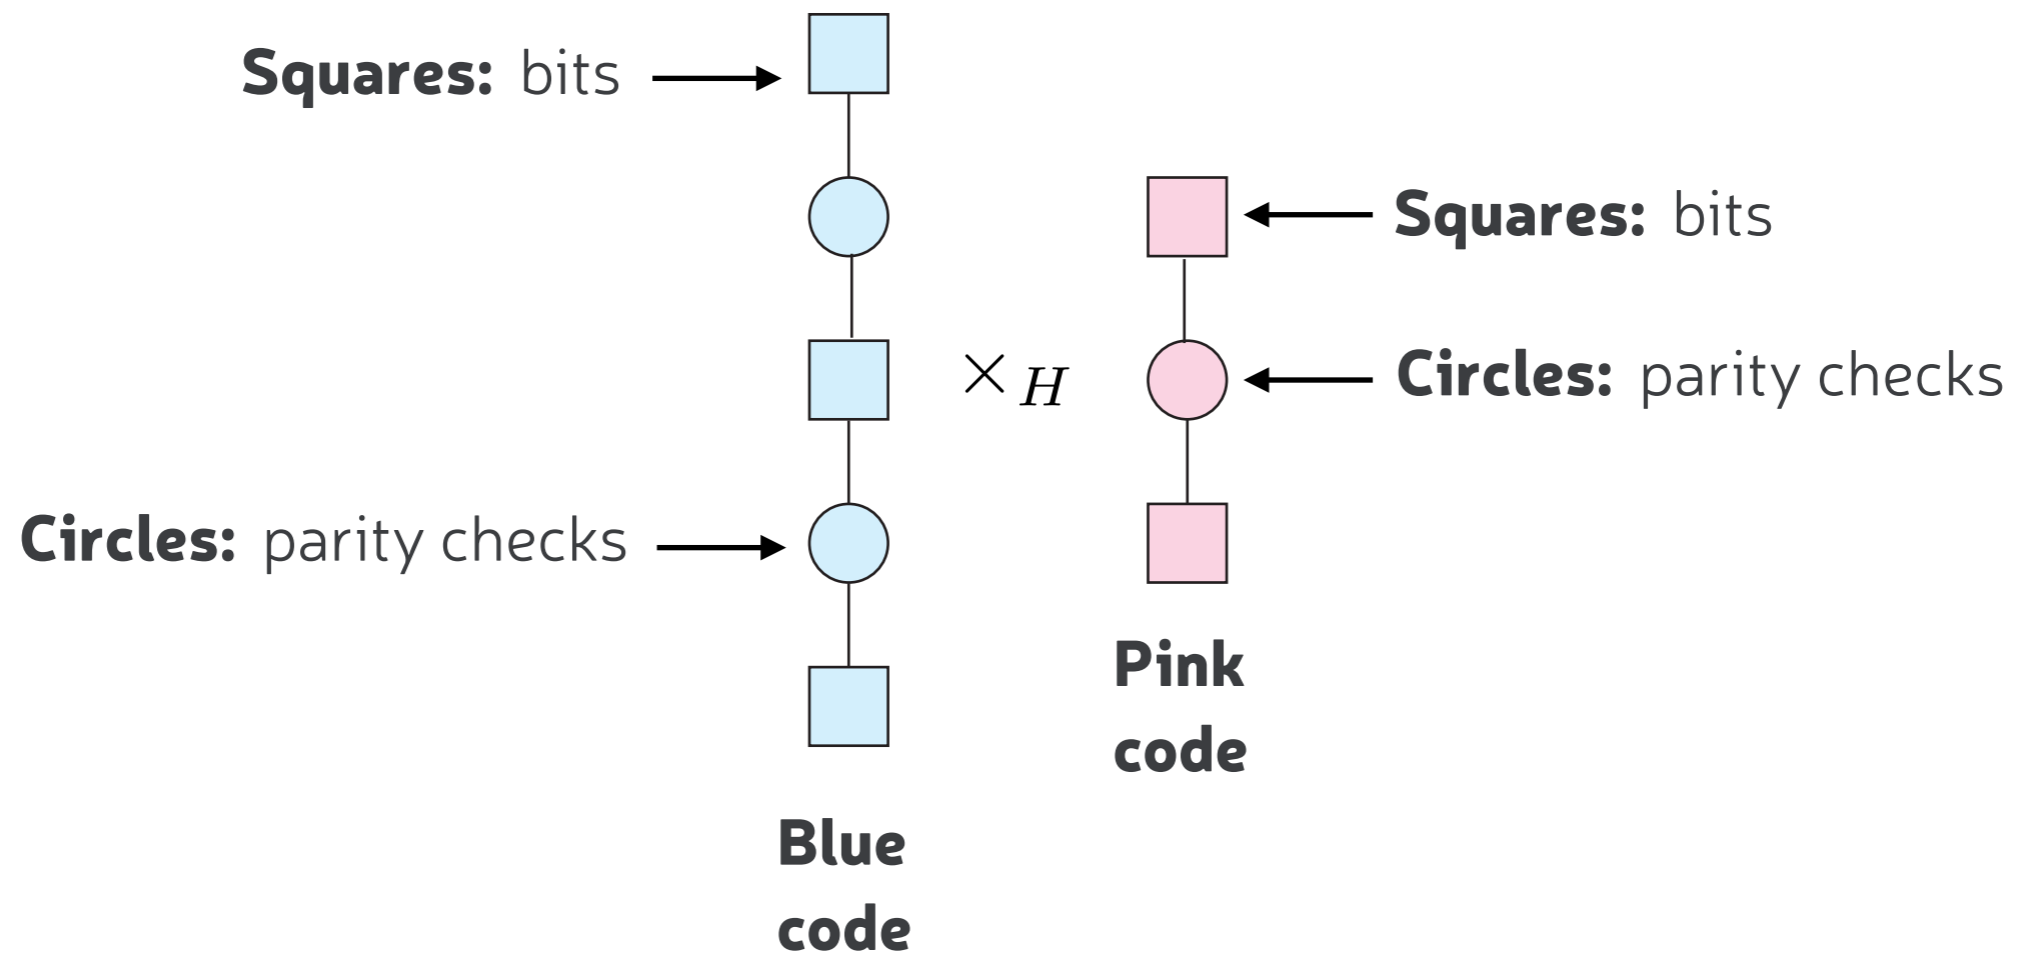 Squares: bits
Squares: bits
× H
Circles: parity checks
Circles: parity checks
Pink
code
Blue
code